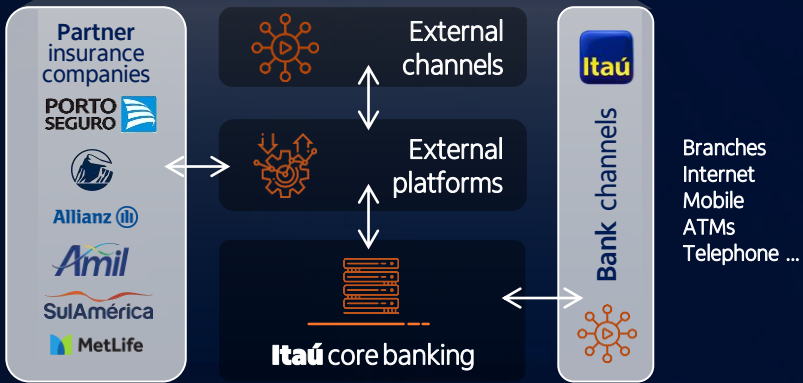 Partner
insurance
companies
PORTO
SEGURO
Allianz
Amil
SulAmérica
MetLife
External
channels
External
platforms
Itaú core banking
Itaú
Bank channels
Branches
Internet
Mobile
ATMs
Telephone ...